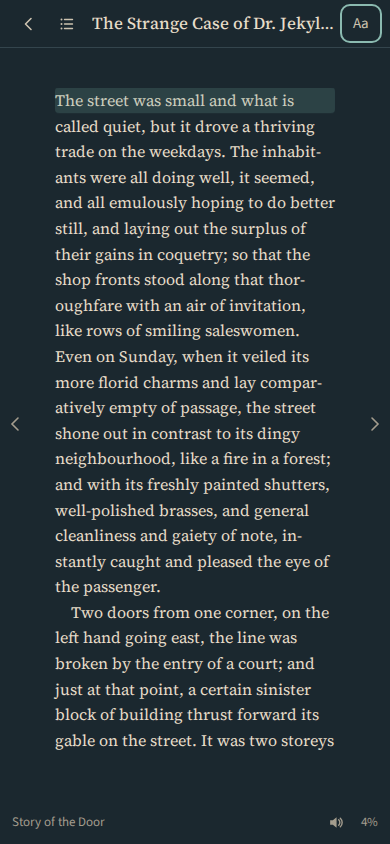 The Strange Case of Dr. Jekyl...
Aa
The street was small and what is
called quiet, but it drove a thriving
trade on the weekdays. The inhabit-
ants were all doing well, it seemed,
and all emulously hoping to do better
still, and laying out the surplus of
their gains in coquetry; so that the
shop fronts stood along that thor-
oughfare with an air of invitation,
like rows of smiling saleswomen.
Even on Sunday, when it veiled its
more florid charms and lay compar-
atively empty of passage, the street
shone out in contrast to its dingy
neighbourhood, like a fire in a forest;
and with its freshly painted shutters,
well-polished brasses, and general
cleanliness and gaiety of note, in-
stantly caught and pleased the eye of
the passenger.
Two doors from one corner, on the
left hand going east, the line was
broken by the entry of a court; and
just at that point, a certain sinister
block of building thrust forward its
gable on the street. It was two storeys
Story of the Door
4%